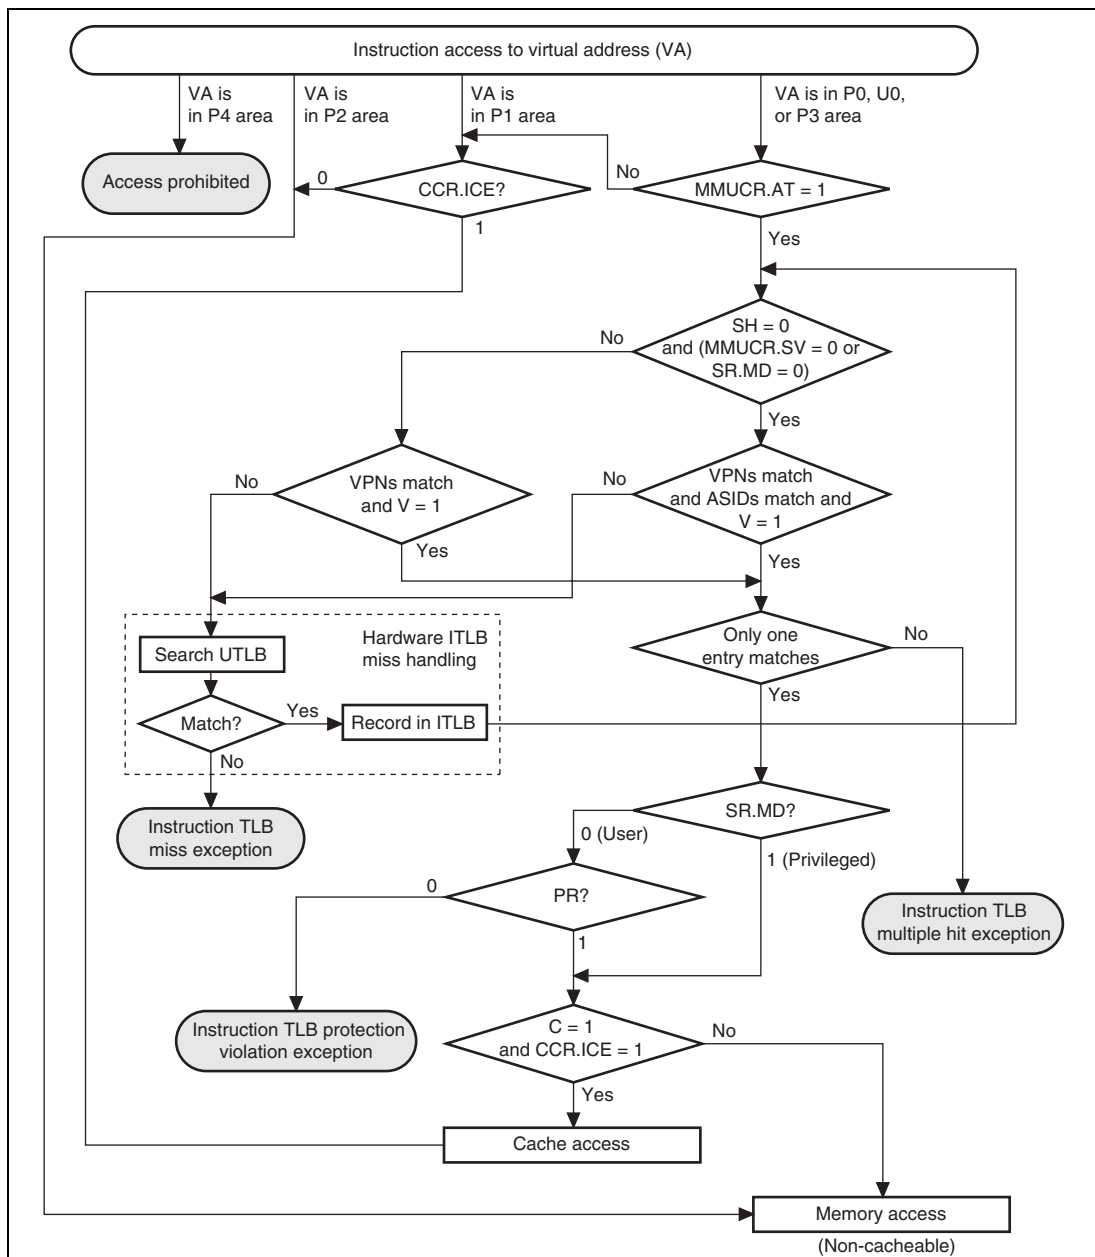 Instruction access to virtual address (VA)
VA is
in P4 area
VA is
in P2 area
VA is
in P1 area
VA is in P0, U0,
or P3 area
Access prohibited
0
CCR.ICE?
1
No
MMUCR.AT = 1
Yes
SH = 0
and (MMUCR.SV = 0 or
SR.MD = 0)
No
Yes
VPNs match
and V = 1
No
Yes
VPNs match
and ASIDs match and
V = 1
No
Yes
Hardware ITLB
miss handling
Search UTLB
Match?
Yes
Record in ITLB
No
Only one
entry matches
No
Yes
Instruction TLB
miss exception
SR.MD?
0 (User)
1 (Privileged)
0
PR?
1
Instruction TLB
multiple hit exception
Instruction TLB protection
violation exception
C = 1
and CCR.ICE = 1
No
Yes
Cache access
Memory access
(Non-cacheable)